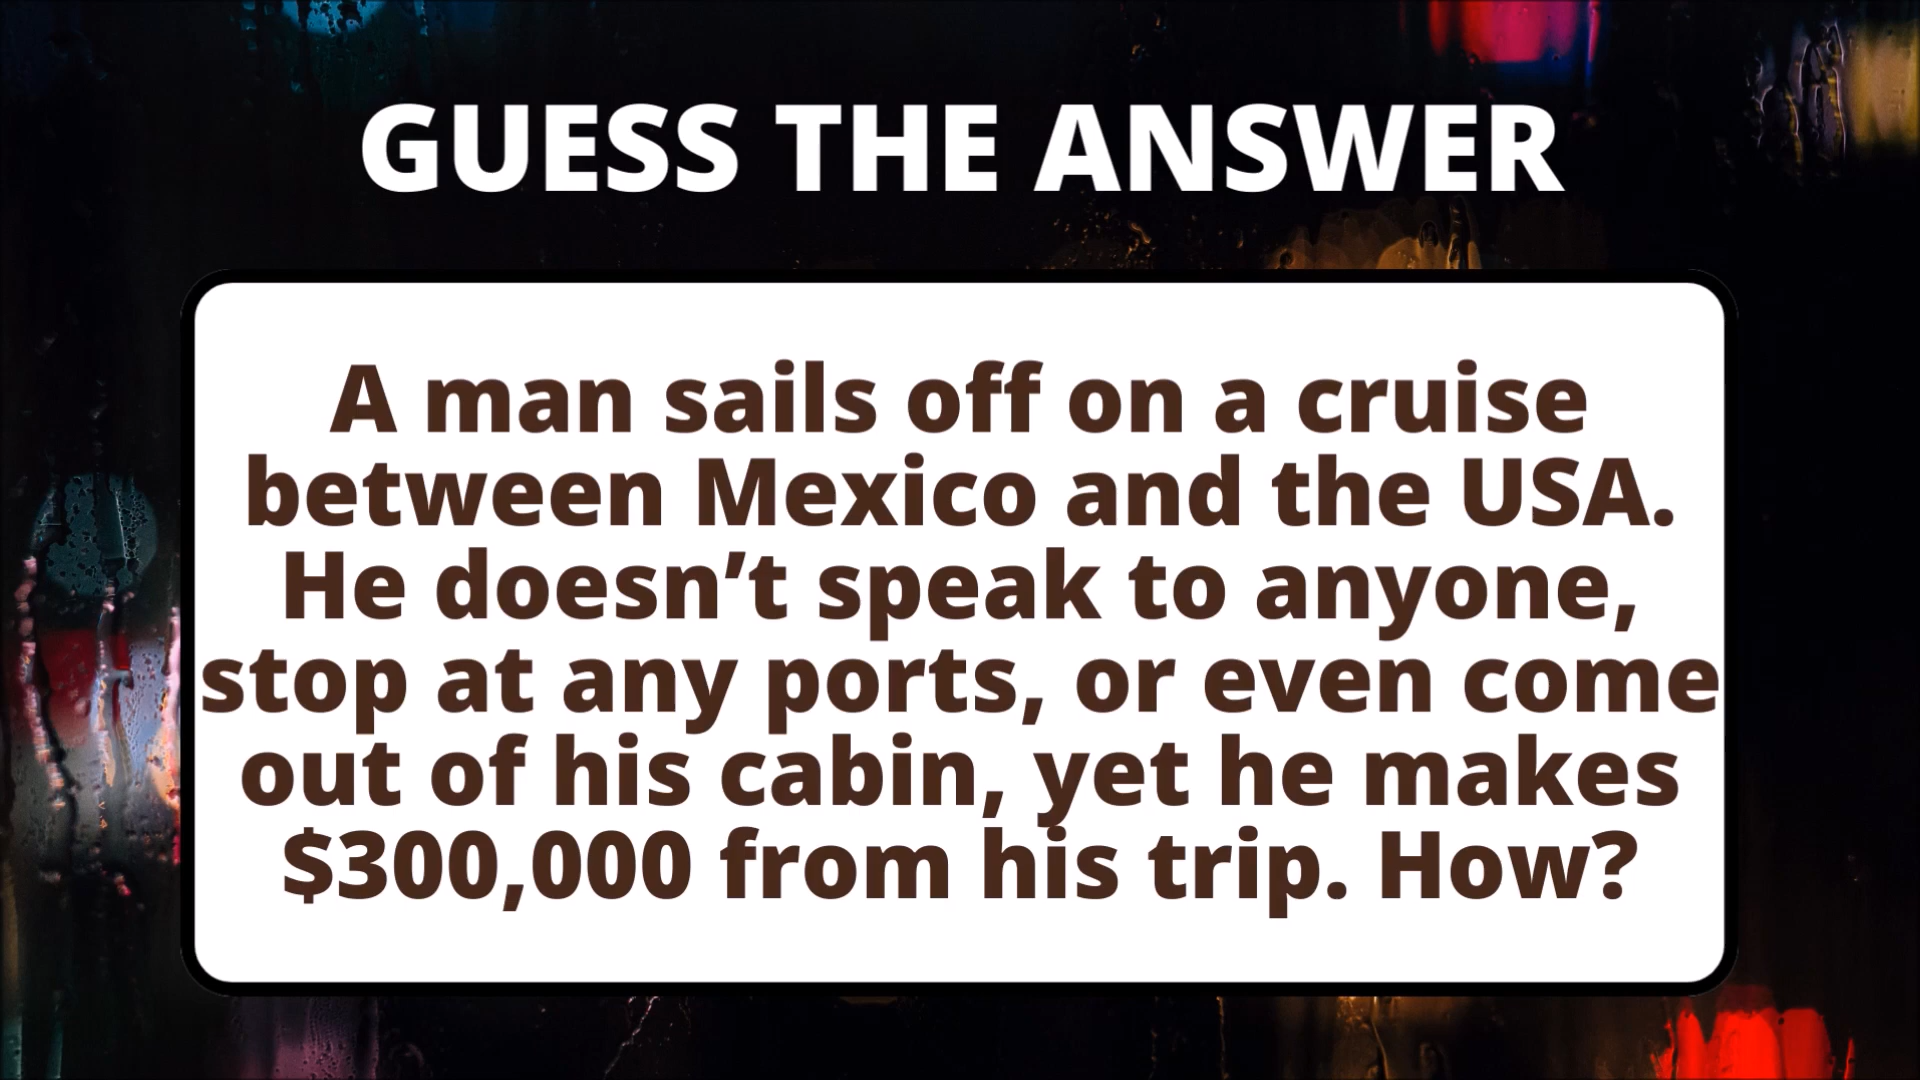 GUESS THE ANSWER
A man sails off on a cruise
between Mexico and the USA.
He doesn’t speak to anyone,
stop at any ports, or even come
out of his cabin, yet he makes
$300,000 from his trip. How?